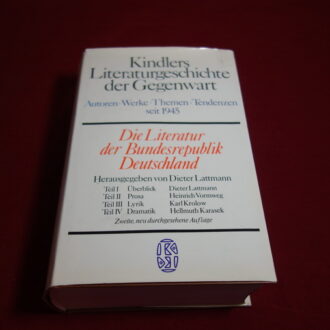 Kindlers
Literaturgeschichte
der Gegenwart
Autoren · Werke · Themen · Tendenzen
seit 1945
Die Literatur
der Bundesrepublik
Deutschland
Herausgegeben von Dieter Lattmann
Teil I Überblick Dieter Lattmann
Teil II Prosa Heinrich Vormweg
Teil III Lyrik Karl Krolow
Teil IV Dramatik Hellmuth Karasek
Zweite, neu durchgesehene Auflage